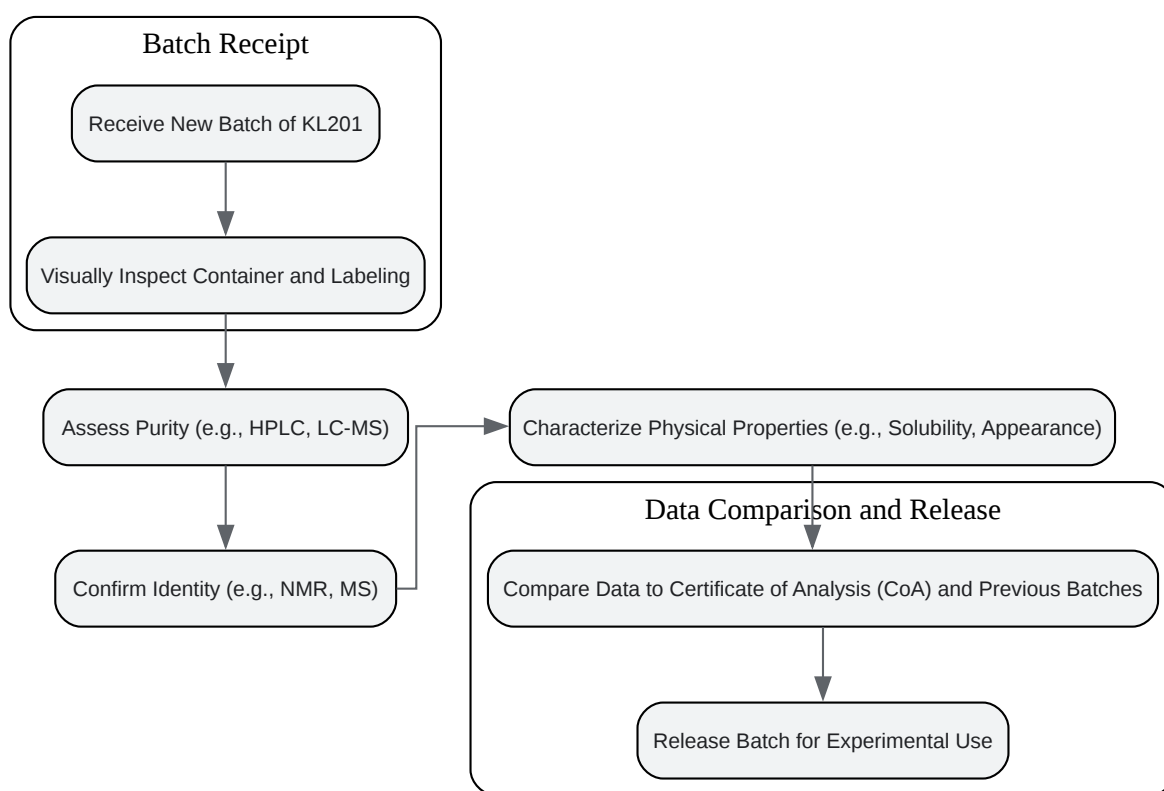 Batch Receipt
Receive New Batch of KL201
Visually Inspect Container and Labeling
Assess Purity (e.g., HPLC, LC-MS)
Confirm Identity (e.g., NMR, MS)
Characterize Physical Properties (e.g., Solubility, Appearance)
Data Comparison and Release
Compare Data to Certificate of Analysis (CoA) and Previous Batches
Release Batch for Experimental Use